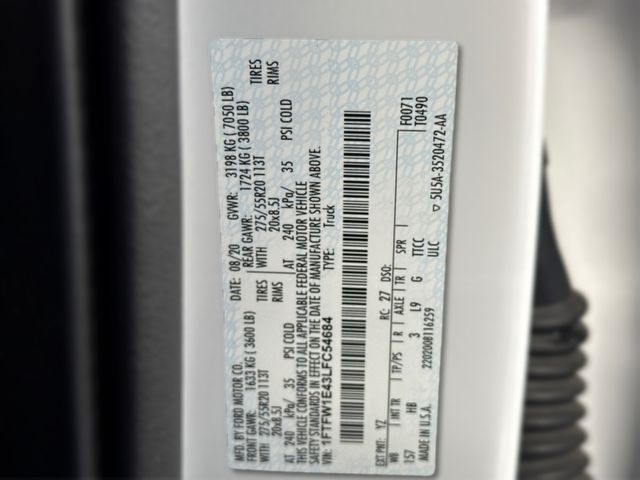 MFD. BY FORD MOTOR CO.
DATE: 08/20 GVWR: 3198 KG (7050 LB)
1633 KG (3600 LB) REAR GAWR: 1724 KG (3800 LB)
275/55R20 113T TIRES WITH 275/55R20 113T TIRES
20x8.5J RIMS 20x8.5J RIMS
AT 240 kPa/ 35 PSI COLD AT 240 kPa/ 35 PSI COLD
THIS VEHICLE CONFORMS TO ALL APPLICABLE FEDERAL MOTOR VEHICLE
SAFETY STANDARDS IN EFFECT ON THE DATE OF MANUFACTURE SHOWN ABOVE.
VIN: 1FTFW1E43LFC54684 TYPE: Truck
EXT PNT: YZ RC: 27 DSO: F0071
WB INT TR TP/PS R AXLE TR SPR T0490
157 HB 3 L9 G TTCC
MADE IN U.S.A. 2202008116259 ULC ▽ 5U5A-3520472-AA